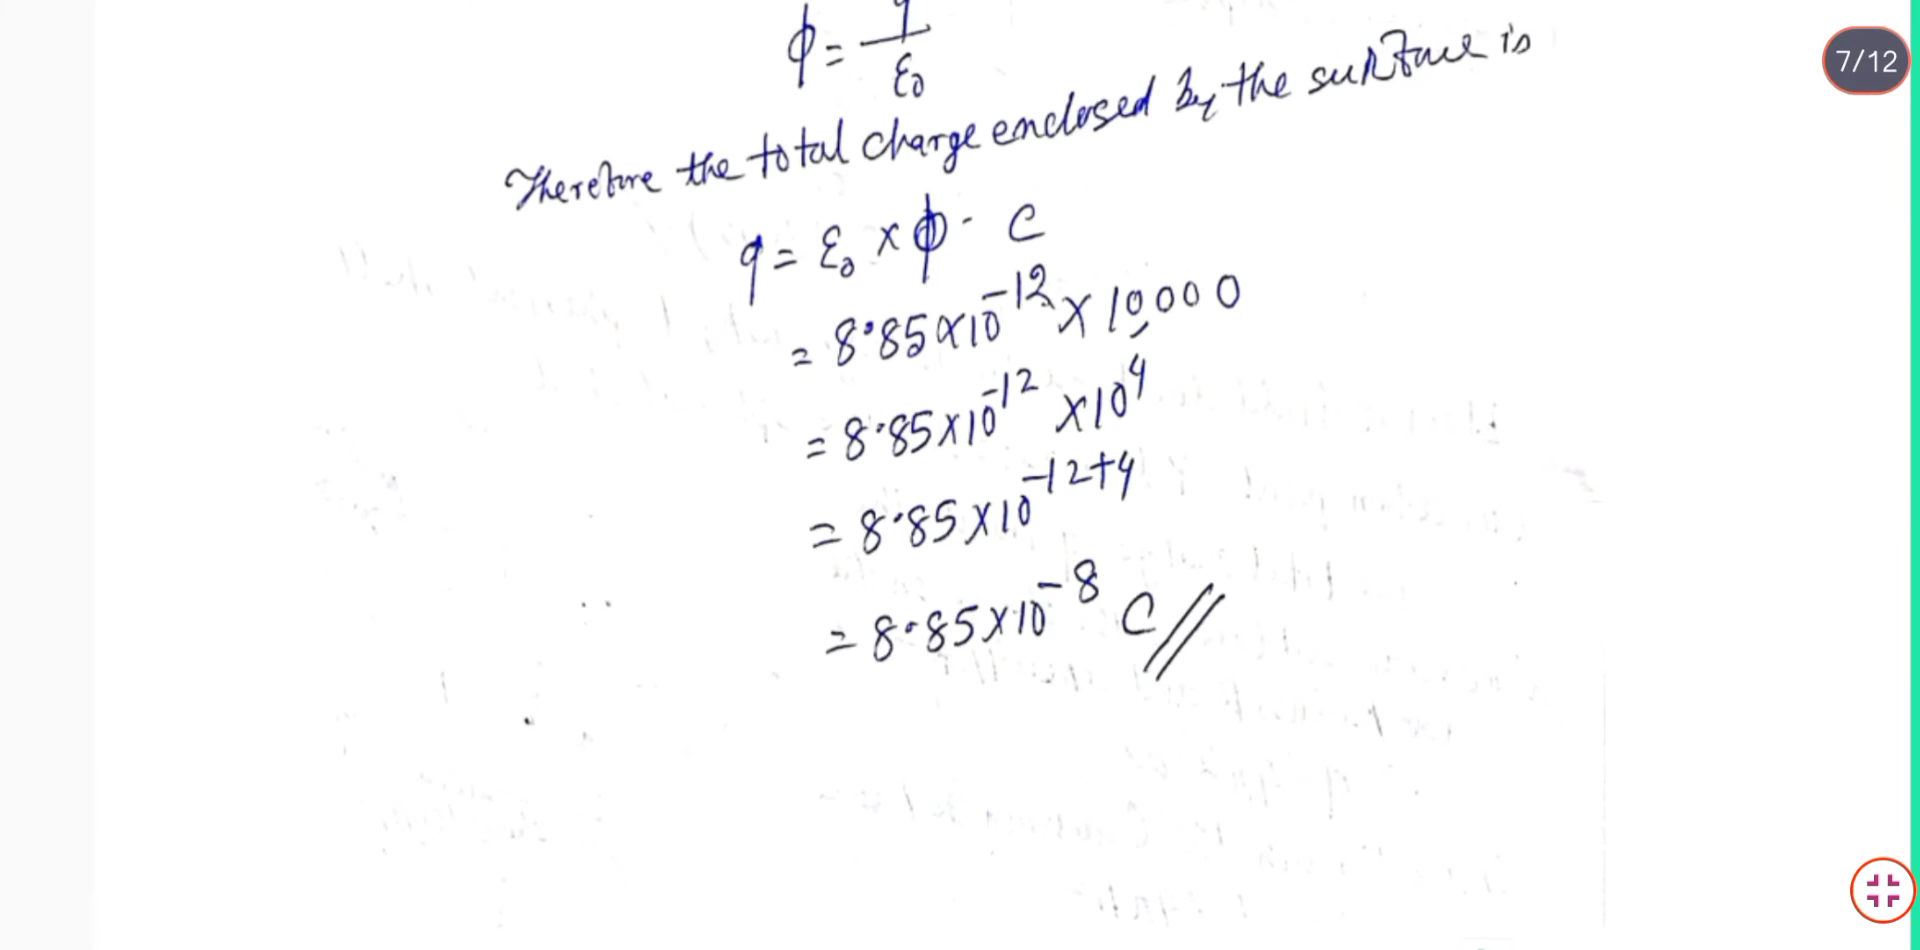 ϕ = q
ε₀
7/12
Therefore the total charge enclosed by the surface is
q = ε₀ × ϕ · C
= 8.85 × 10⁻¹² × 10,000
= 8.85 × 10⁻¹² × 10⁴
= 8.85 × 10⁻¹²⁺⁴
= 8.85 × 10⁻⁸ C //